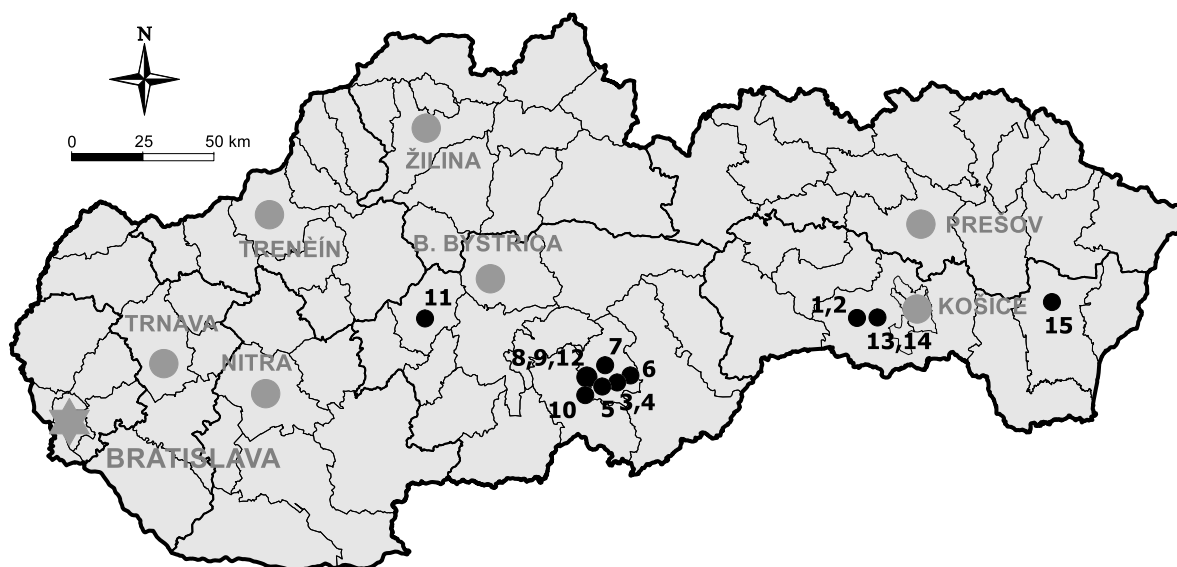 N
0 25 50 km
ŽILINA
TRENÈÍN
B. BYSTRICA
PREŠOV
11
1,2
KOŠICE
13,14
15
TRNAVA
NITRA
8,9,12
7
6
10
5
3,4
BRATISLAVA